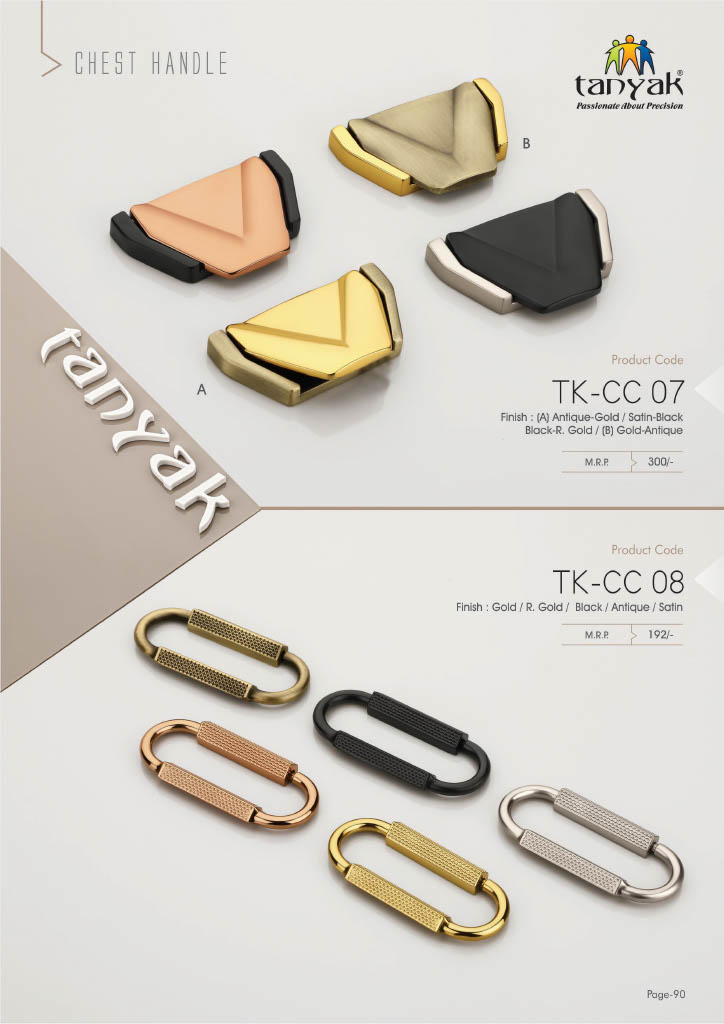 CHEST HANDLE
tanyak®
Passionate About Precision
B
A
Product Code
TK-CC 07
Finish : (A) Antique-Gold / Satin-Black
Black-R. Gold / (B) Gold-Antique
M.R.P. 300/-
tanyak
Product Code
TK-CC 08
Finish : Gold / R. Gold / Black / Antique / Satin
M.R.P. 192/-
Page-90